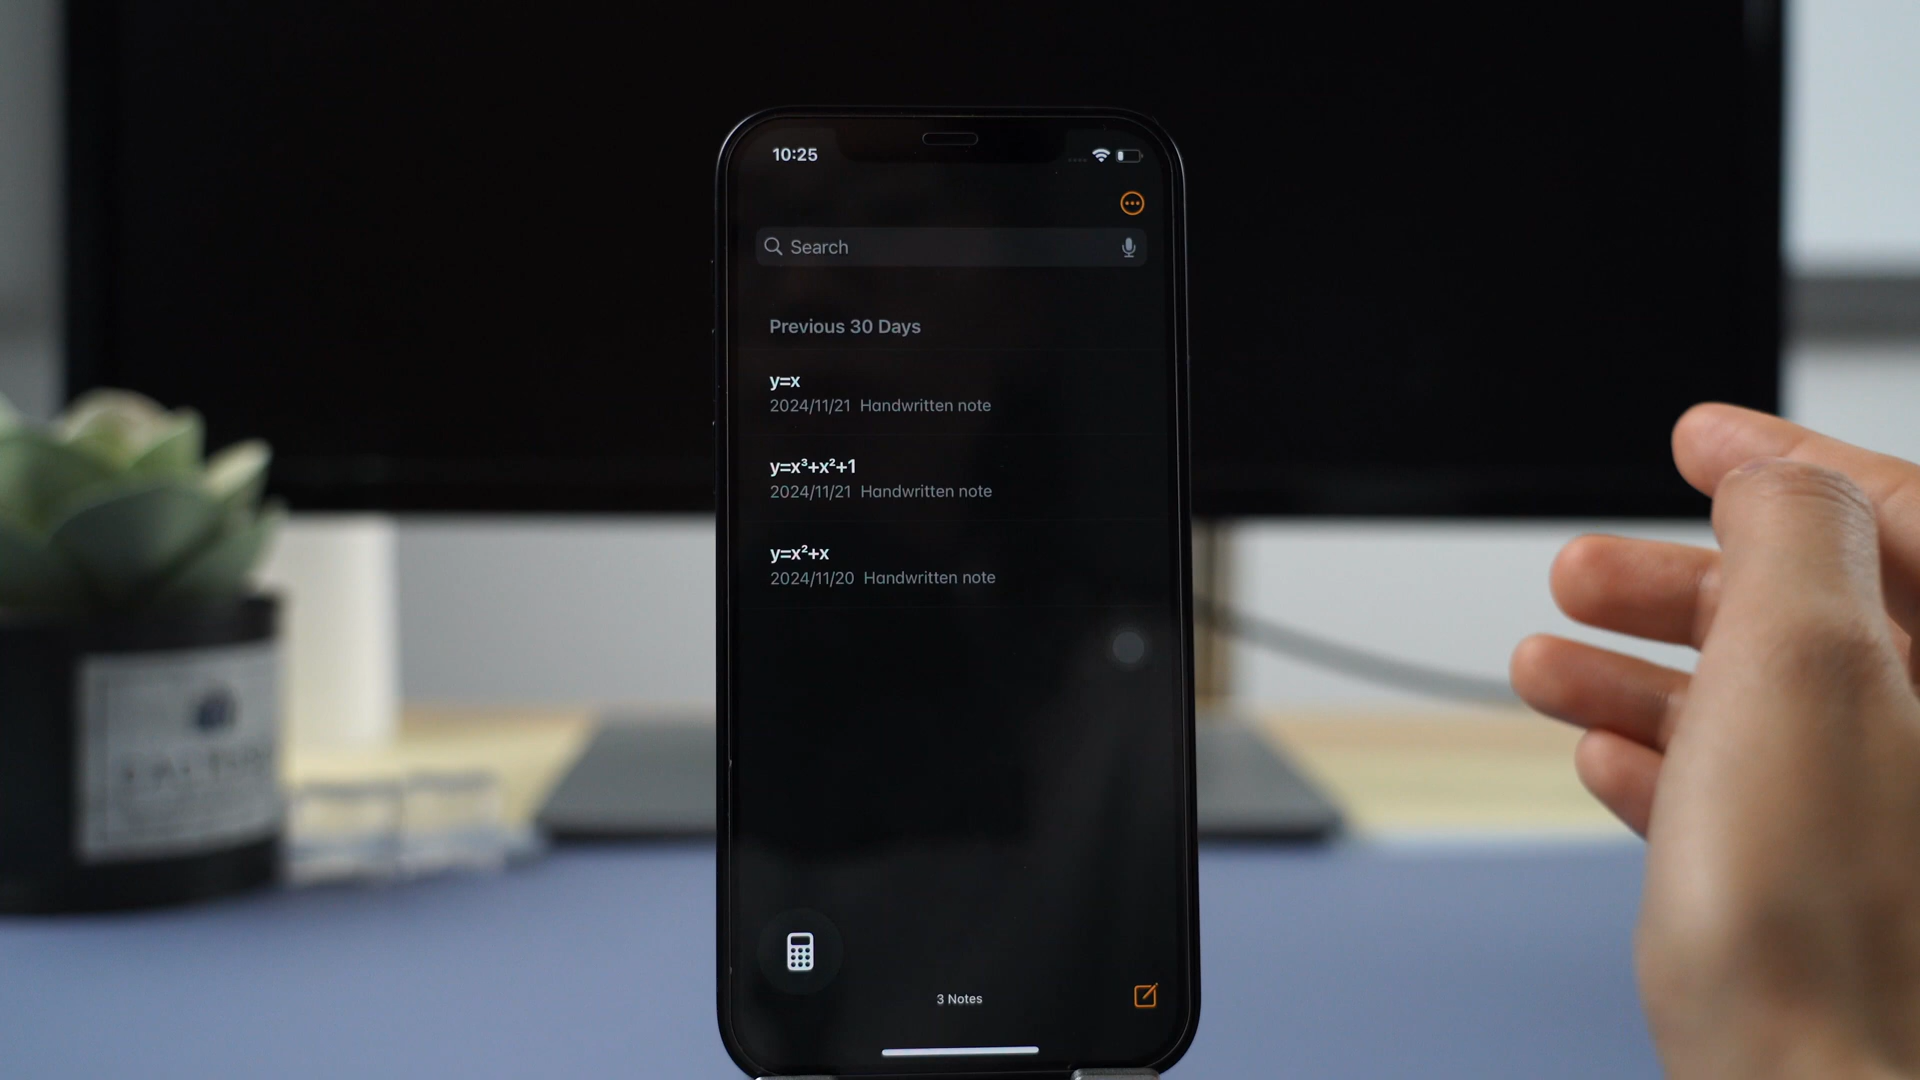 10:25
Search
Previous 30 Days
y=x
2024/11/21 Handwritten note
y=x³+x²+1
2024/11/21 Handwritten note
y=x²+x
2024/11/20 Handwritten note
3 Notes